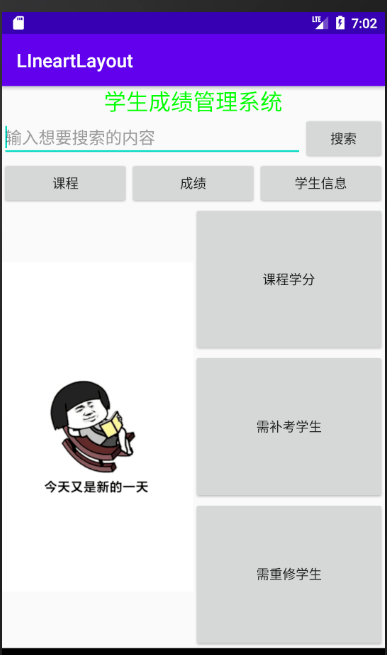 LTE 7:02
LIneartLayout
学生成绩管理系统
输入想要搜索的内容 搜索
课程 成绩 学生信息
课程学分
需补考学生
今天又是新的一天
需重修学生